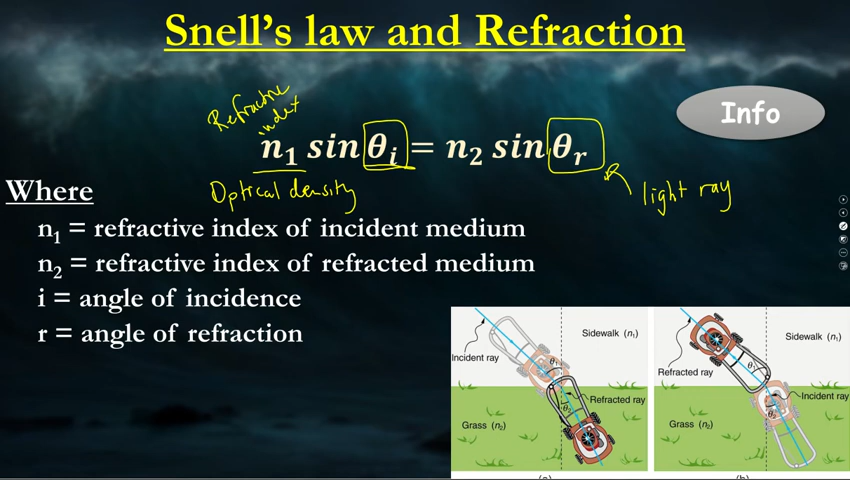 Snell's law and Refraction
Refractive
index
Info
n₁ sin θᵢ = n₂ sin θᵣ
Optical density
light ray
Where
n₁ = refractive index of incident medium
n₂ = refractive index of refracted medium
i = angle of incidence
r = angle of refraction
Incident ray
Sidewalk (n₁)
θ₁
Refracted ray
θ₂
Grass (n₂)
Sidewalk (n₁)
Refracted ray
θ₁
Incident ray
θ₂
Grass (n₂)